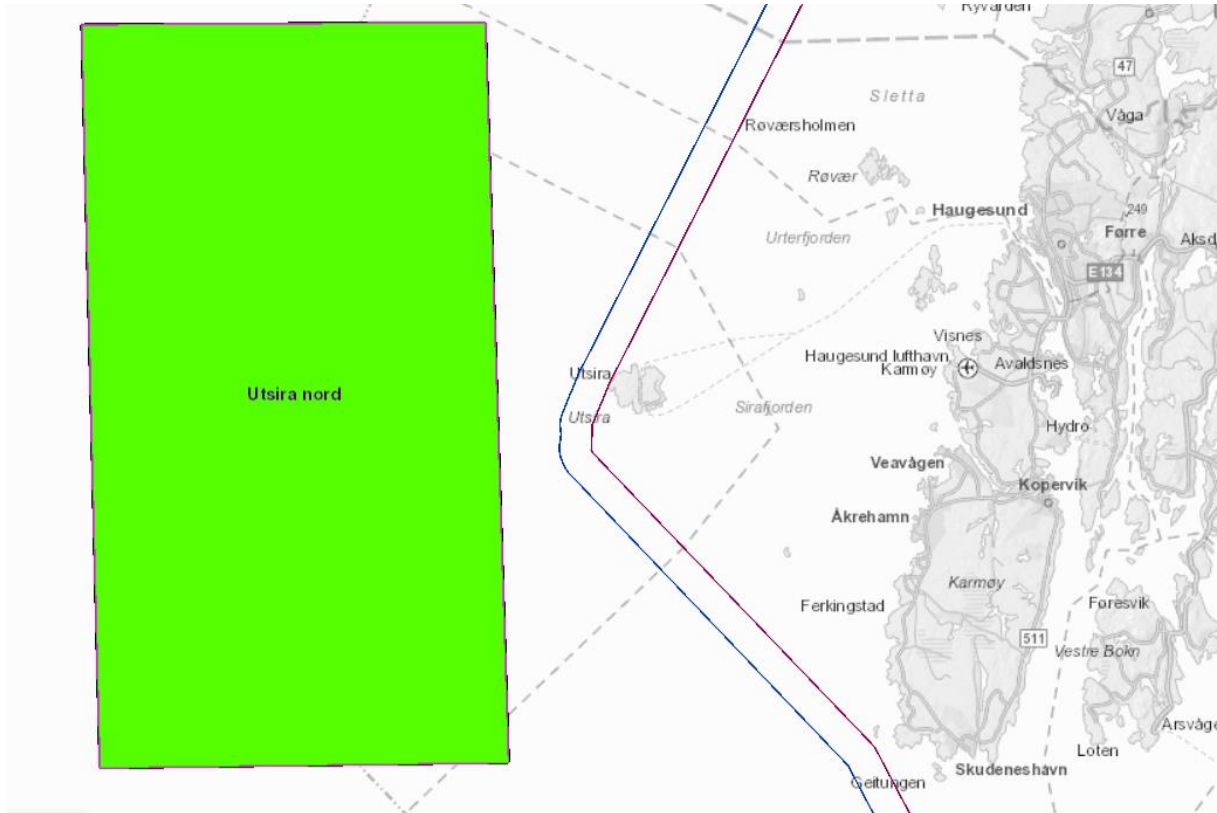 Ryvarden
47
Sletta
Våga
Røværsholmen
Røvær
Haugesund
249
Førre
Urterfjorden
Aksd
E134
Visnes
Haugesund lufthavn
Karmøy
Avaldsnes
Utsira
Utsira nord
Sirafjorden
Utsira
Hydro
Veavågen
Kopervik
Åkrehamn
Karmøy
Føresvik
Ferkingstad
511
Vestre Bokn
Arsvåge
Loten
Skudeneshavn
Geitungen